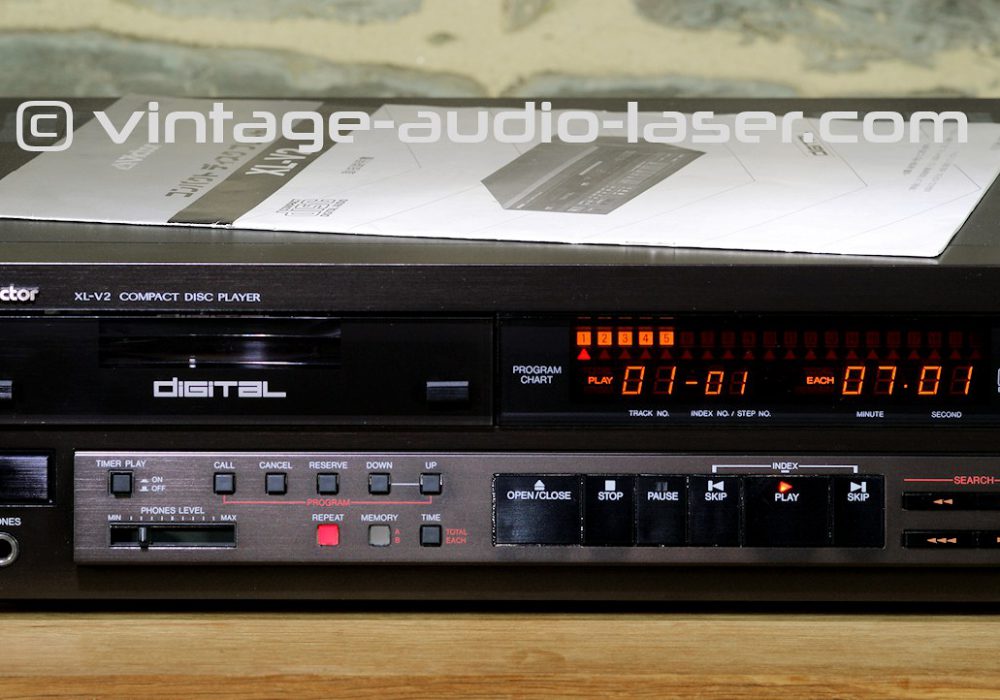 © vintage-audio-laser.com
XL-V2
XL-V2 COMPACT DISC PLAYER
DIGITAL
PROGRAM CHART
1 2 3 4 5
PLAY 01-01 EACH 07.01
TRACK NO. INDEX NO./STEP NO. MINUTE SECOND
TIMER PLAY
ON
OFF
CALL CANCEL RESERVE DOWN UP
PROGRAM
PHONES LEVEL
MIN MAX
REPEAT MEMORY TIME
A
B
TOTAL
EACH
INDEX
OPEN/CLOSE STOP PAUSE SKIP PLAY SKIP
SEARCH